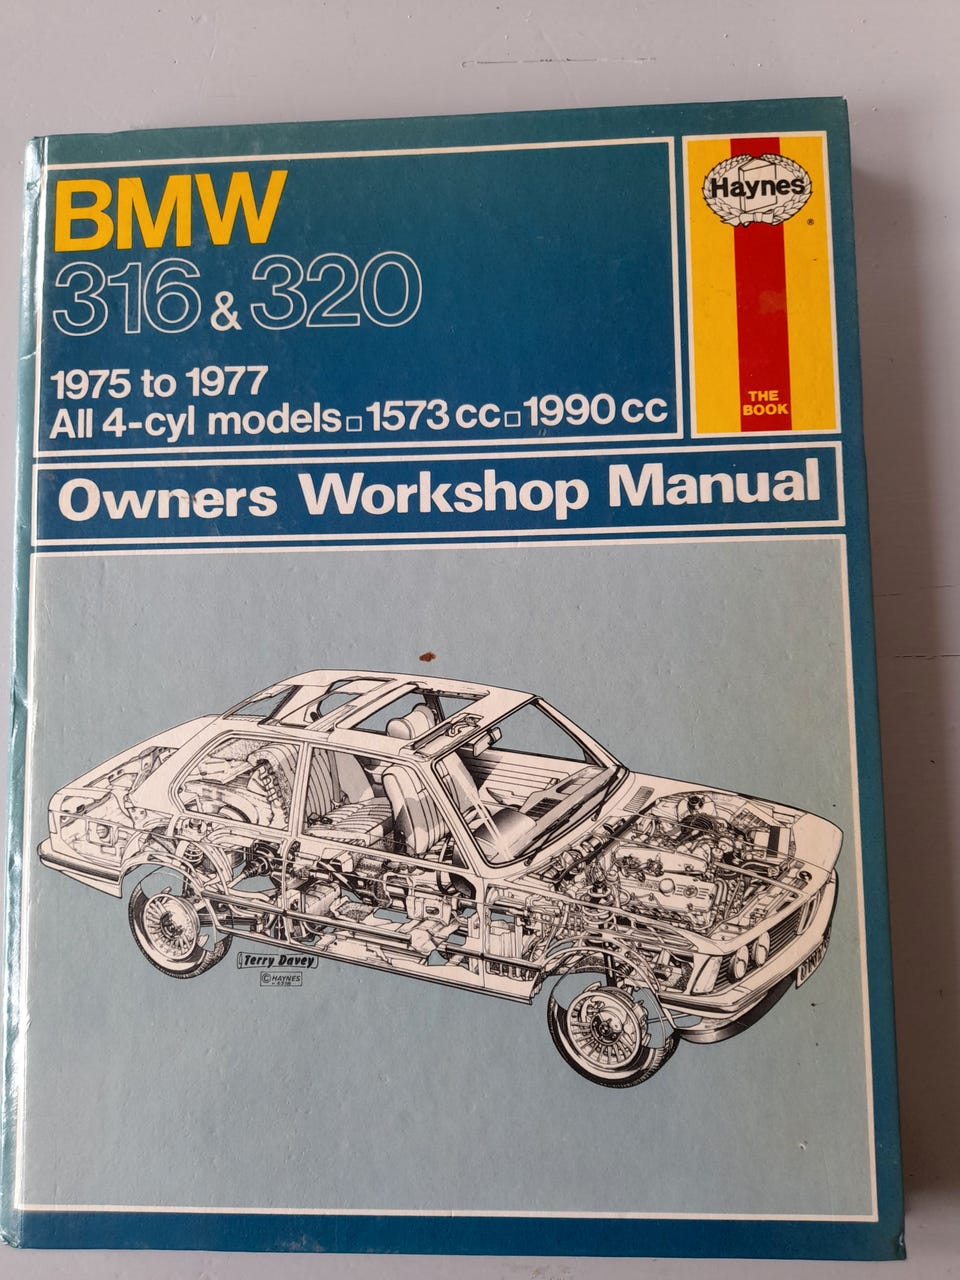 BMW
316 & 320
1975 to 1977
All 4-cyl models □ 1573 cc □ 1990 cc
Haynes
®
THE
BOOK
Owners Workshop Manual
Terry Davey
© HAYNES